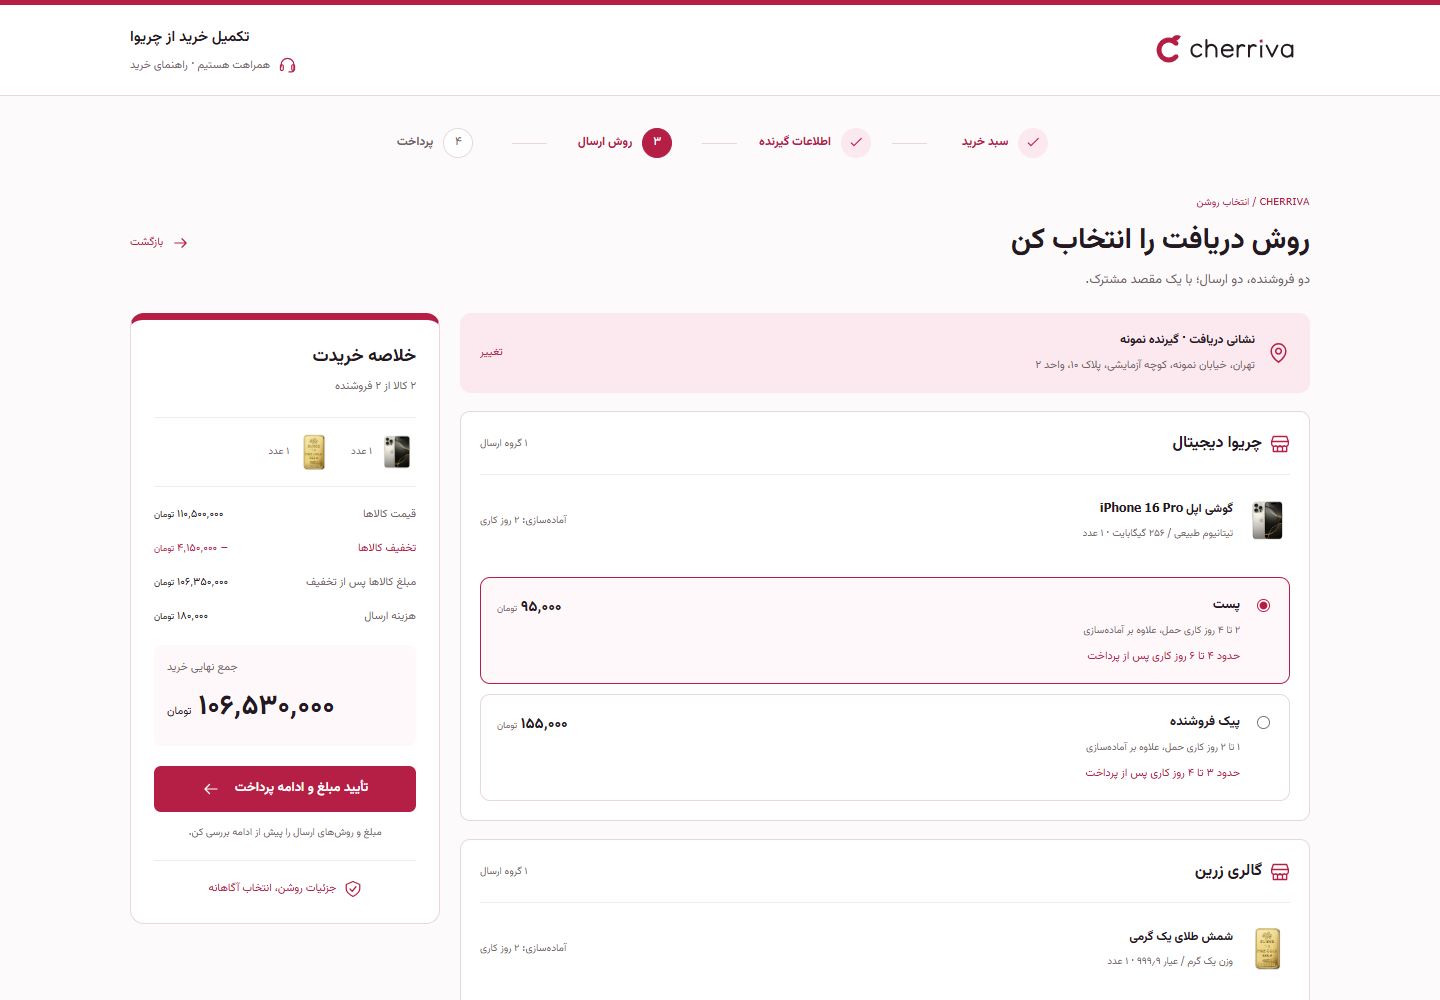 cherriva
تکمیل خرید از چریوا
همراهت هستیم · راهنمای خرید
سبد خرید
اطلاعات گیرنده
۳ روش ارسال
۴ پرداخت
CHERRIVA / انتخاب روشن
روش دریافت را انتخاب کن
بازگشت
دو فروشنده، دو ارسال؛ با یک مقصد مشترک.
نشانی دریافت · گیرنده نمونه
تهران، خیابان نمونه، کوچه آزمایشی، پلاک ۱۰، واحد ۲
تغییر
چریوا دیجیتال
۱ گروه ارسال
گوشی اپل iPhone 16 Pro
تیتانیوم طبیعی / ۲۵۶ گیگابایت · ۱ عدد
آماده‌سازی: ۲ روز کاری
پست
۹۵,۰۰۰ تومان
۲ تا ۴ روز کاری حمل، علاوه بر آماده‌سازی
حدود ۴ تا ۶ روز کاری پس از پرداخت
پیک فروشنده
۱۵۵,۰۰۰ تومان
۱ تا ۲ روز کاری حمل، علاوه بر آماده‌سازی
حدود ۳ تا ۴ روز کاری پس از پرداخت
گالری زرین
۱ گروه ارسال
شمش طلای یک گرمی
وزن یک گرم / عیار ۹۹۹٫۹ · ۱ عدد
آماده‌سازی: ۲ روز کاری
خلاصه خریدت
۲ کالا از ۲ فروشنده
۱ عدد
۱ عدد
قیمت کالاها ۱۱۰,۵۰۰,۰۰۰ تومان
تخفیف کالاها − ۴,۱۵۰,۰۰۰ تومان
مبلغ کالاها پس از تخفیف ۱۰۶,۳۵۰,۰۰۰ تومان
هزینه ارسال ۱۸۰,۰۰۰ تومان
جمع نهایی خرید
۱۰۶,۵۳۰,۰۰۰ تومان
تأیید مبلغ و ادامه پرداخت
مبلغ و روش‌های ارسال را پیش از ادامه بررسی کن.
جزئیات روشن، انتخاب آگاهانه